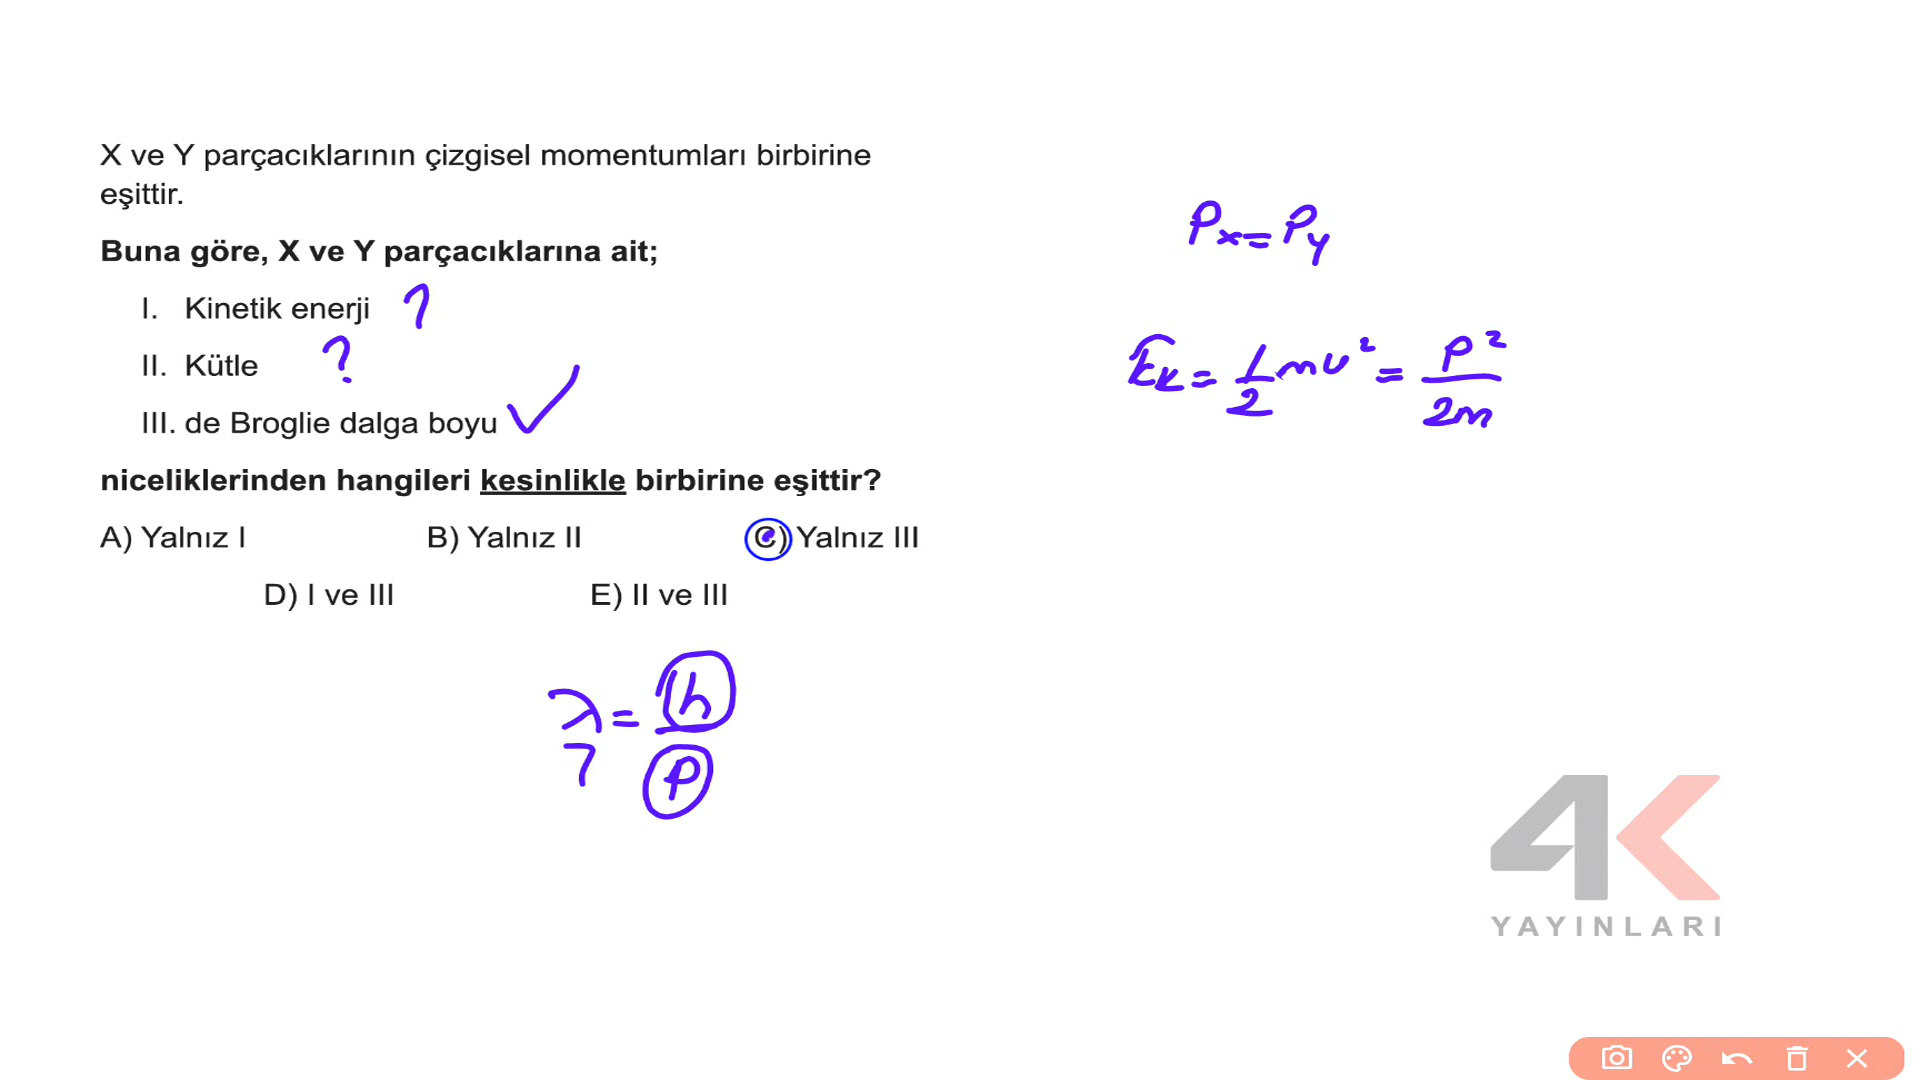 X ve Y parçacıklarının çizgisel momentumları birbirine
eşittir.
Buna göre, X ve Y parçacıklarına ait;
I. Kinetik enerji ?
II. Kütle ?
III. de Broglie dalga boyu ✓
niceliklerinden hangileri kesinlikle birbirine eşittir?
A) Yalnız I B) Yalnız II C) Yalnız III
D) I ve III E) II ve III
λ = h / P
Px = Py
Ek = 1/2 mv² = P²/2m
4K
YAYINLARI